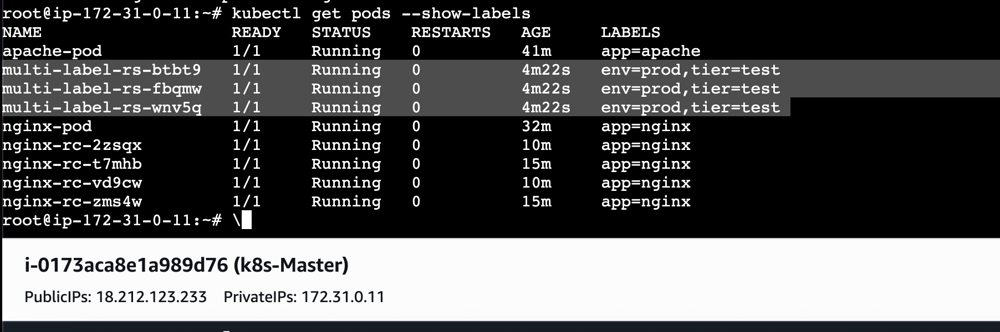 root@ip-172-31-0-11:~# kubectl get pods --show-labels
NAME READY STATUS RESTARTS AGE LABELS
apache-pod 1/1 Running 0 41m app=apache
multi-label-rs-btbt9 1/1 Running 0 4m22s env=prod,tier=test
multi-label-rs-fbqmw 1/1 Running 0 4m22s env=prod,tier=test
multi-label-rs-wnv5q 1/1 Running 0 4m22s env=prod,tier=test
nginx-pod 1/1 Running 0 32m app=nginx
nginx-rc-2zsqx 1/1 Running 0 10m app=nginx
nginx-rc-t7mhb 1/1 Running 0 15m app=nginx
nginx-rc-vd9cw 1/1 Running 0 10m app=nginx
nginx-rc-zms4w 1/1 Running 0 15m app=nginx
root@ip-172-31-0-11:~# \
i-0173aca8e1a989d76 (k8s-Master)
PublicIPs: 18.212.123.233 PrivateIPs: 172.31.0.11